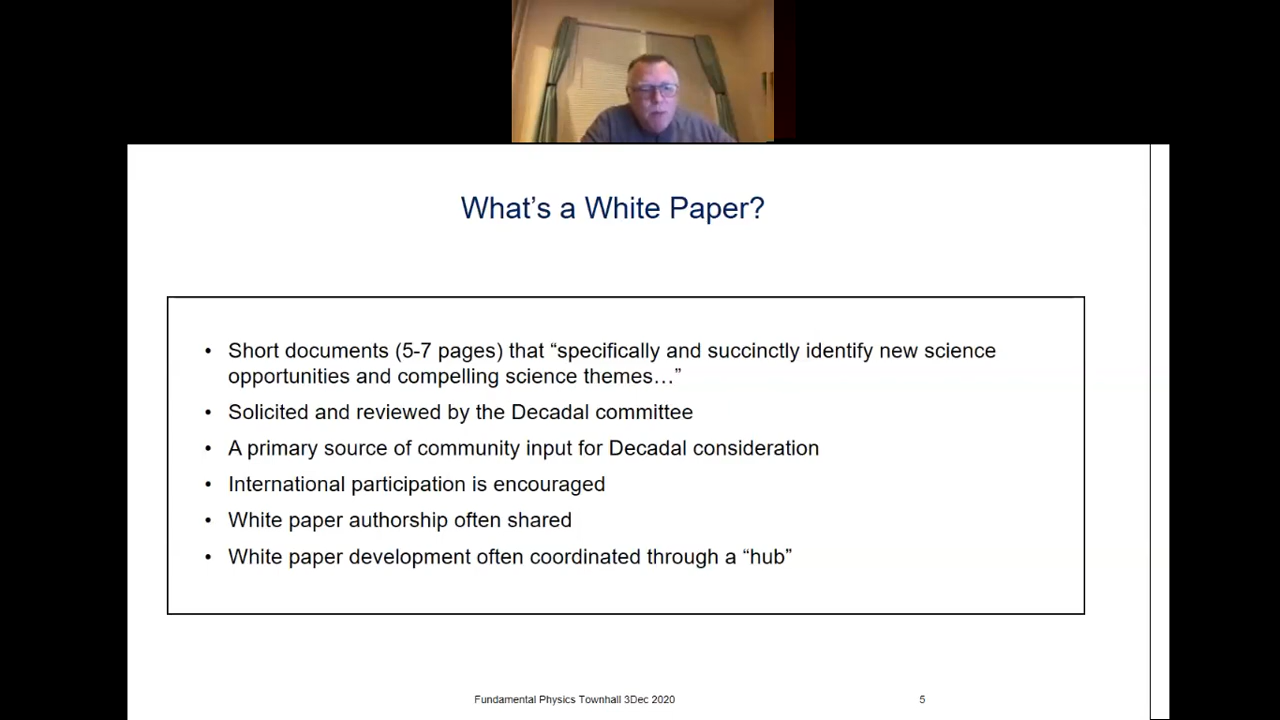 What’s a White Paper?
• Short documents (5-7 pages) that “specifically and succinctly identify new science
opportunities and compelling science themes…”
• Solicited and reviewed by the Decadal committee
• A primary source of community input for Decadal consideration
• International participation is encouraged
• White paper authorship often shared
• White paper development often coordinated through a “hub”
Fundamental Physics Townhall 3Dec 2020
5